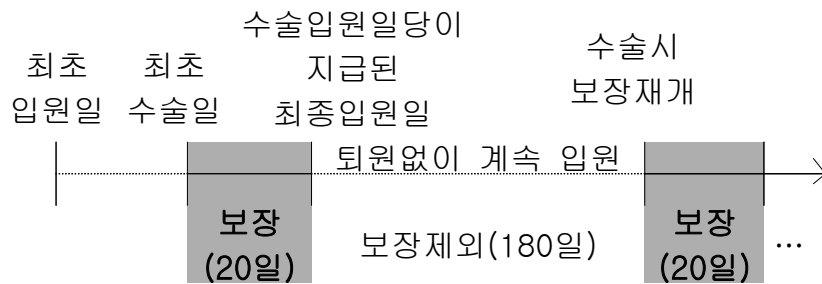 최초
입원일
최초
수술일
수술입원일당이
지급된
최종입원일
수술시
보장재개
퇴원없이 계속 입원
보장
(20일)
보장제외(180일)
보장
(20일)
…